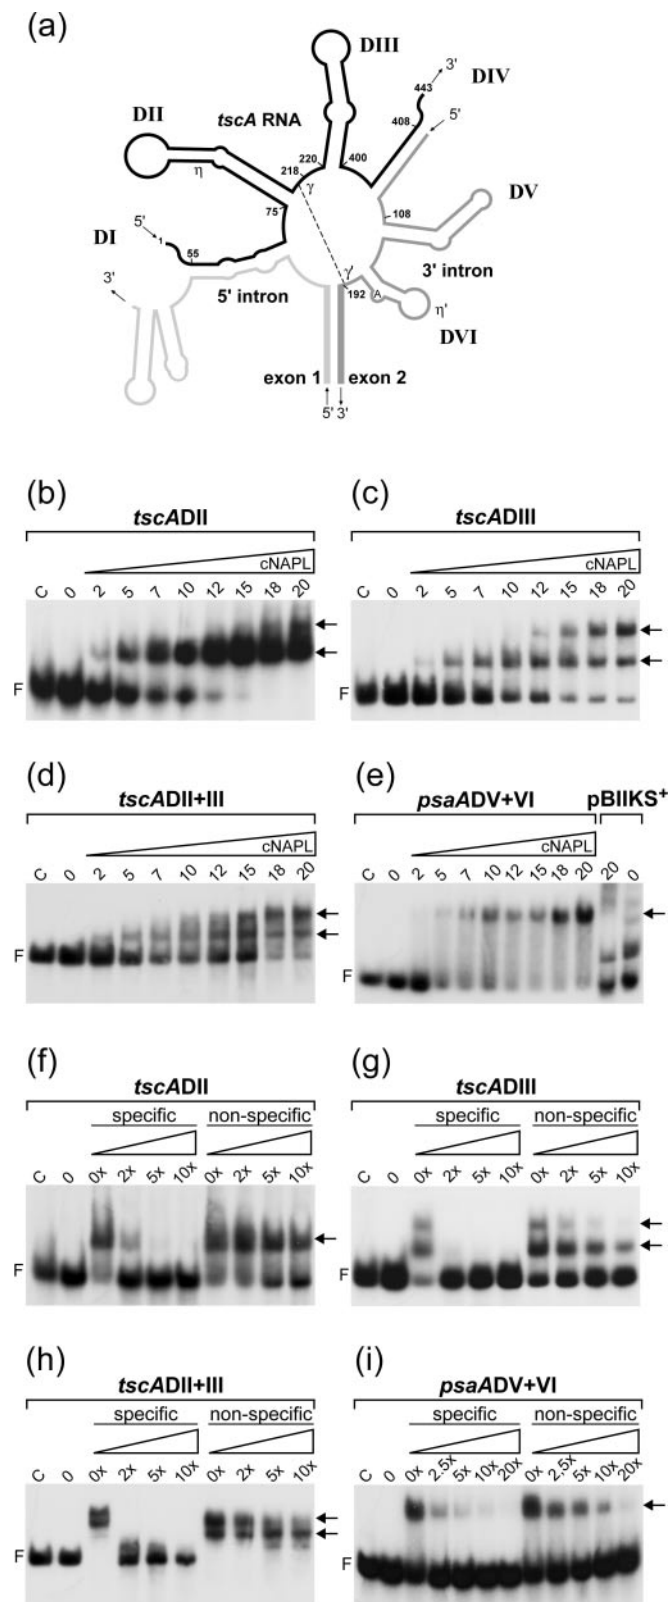 (a)
DIII
443
3'
DIV
tscA RNA
408
5'
DII
220
400
218
γ
η
DV
75
108
5'
1
DI
55
3'
γ'
3' intron
5' intron
192
A
η'
DVI
exon 1
exon 2
5'
3'
(b)
(c)
tscADII
tscADIII
cNAPL
cNAPL
C 0 2 5 7 10 12 15 18 20
C 0 2 5 7 10 12 15 18 20
F
F
(d)
(e)
tscADII+III
psaADV+VI
pBIIKS+
cNAPL
cNAPL
C 0 2 5 7 10 12 15 18 20
C 0 2 5 7 10 12 15 18 20 20 0
F
F
(f)
(g)
tscADII
tscADIII
specific
non-specific
specific
non-specific
C 0 0x 2x 5x 10x 0x 2x 5x 10x
C 0 0x 2x 5x 10x 0x 2x 5x 10x
F
F
(h)
(i)
tscADII+III
psaADV+VI
specific
non-specific
specific
non-specific
C 0 0x 2x 5x 10x 0x 2x 5x 10x
C 0 0x 2.5x 5x 10x 20x 0x 2.5x 5x 10x 20x
F
F